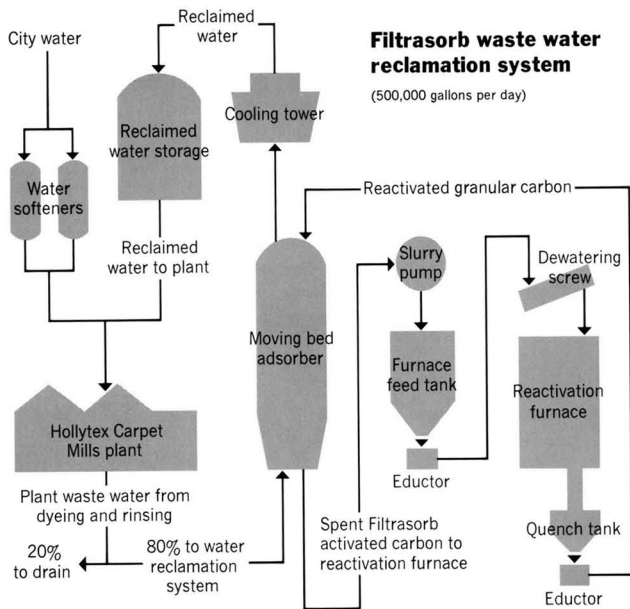 Filtrasorb waste water
reclamation system
(500,000 gallons per day)
City water
Reclaimed
water
Cooling tower
Reclaimed
water storage
Water
softeners
Reclaimed
water to plant
Reactivated granular carbon
Slurry
pump
Dewatering
screw
Moving bed
adsorber
Furnace
feed tank
Reactivation
furnace
Hollytex Carpet
Mills plant
Eductor
Plant waste water from
dyeing and rinsing
Spent Filtrasorb
activated carbon to
reactivation furnace
Quench tank
20%
to drain
80% to water
reclamation
system
Eductor